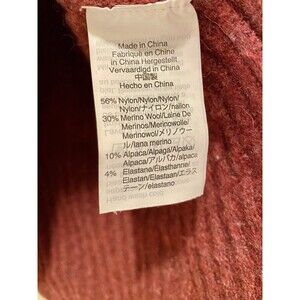 Made in China
Fabriqué en Chine
in China Hergestellt
Vervaardigd in China
中国製
Hecho en China
56% Nylon/Nylon/Nylon/
Nylon/ナイロン/nailon
30% Merino Wool/Laine De
Merinos/Merinowolle/
Merinowol/メリノウー
ル/lana merino
10% Alpaca/Alpaga/Alpaka/
Alpaca/アルパカ/alpaca
4% Elastane/Élasthanne/
Elastan/Elastaan/エラス
テーン/elastano